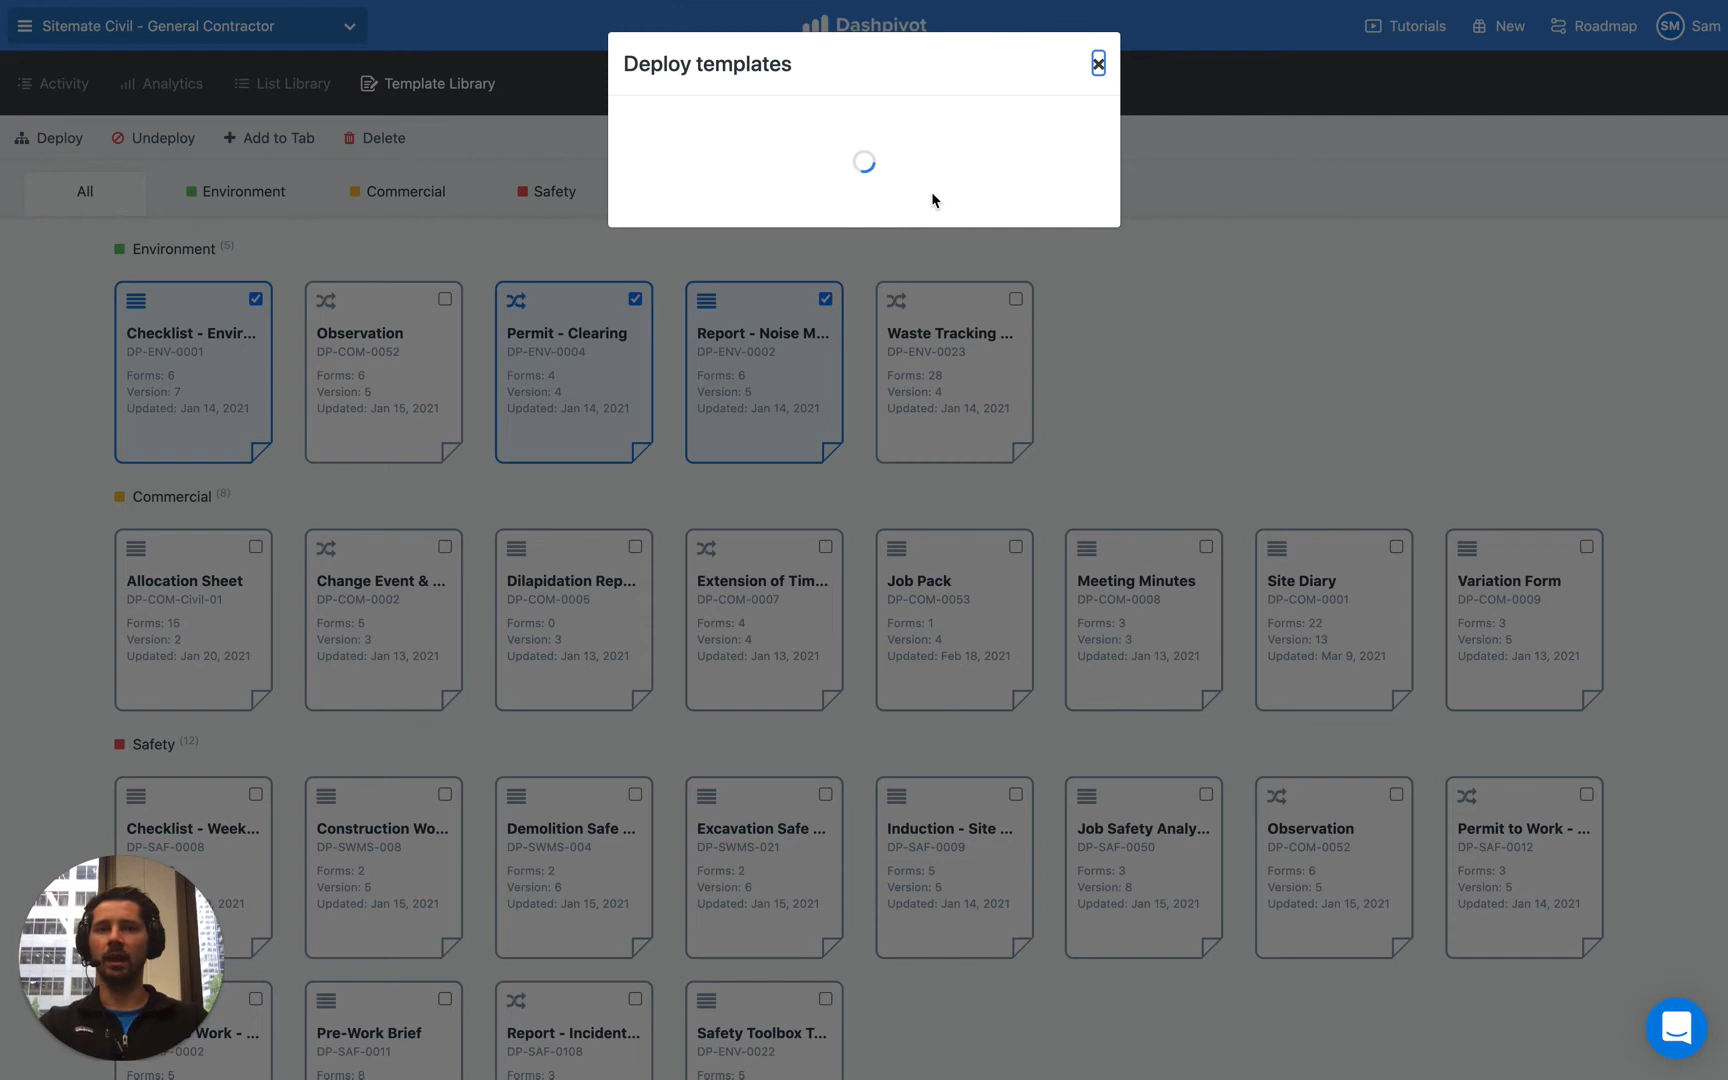 Sitemate Civil - General Contractor
Dashpivot
Tutorials
New
Roadmap
SM
Sam
Activity
Analytics
List Library
Template Library
Deploy templates
Deploy
Undeploy
Add to Tab
Delete
All
Environment
Commercial
Safety
Environment (5)
Checklist - Envir...
DP-ENV-0001
Forms: 6
Version: 7
Updated: Jan 14, 2021
Observation
DP-COM-0052
Forms: 6
Version: 5
Updated: Jan 15, 2021
Permit - Clearing
DP-ENV-0004
Forms: 4
Version: 4
Updated: Jan 14, 2021
Report - Noise M...
DP-ENV-0002
Forms: 6
Version: 5
Updated: Jan 14, 2021
Waste Tracking ...
DP-ENV-0023
Forms: 28
Version: 4
Updated: Jan 14, 2021
Commercial (8)
Allocation Sheet
DP-COM-Civil-01
Forms: 15
Version: 2
Updated: Jan 20, 2021
Change Event & ...
DP-COM-0002
Forms: 5
Version: 3
Updated: Jan 13, 2021
Dilapidation Rep...
DP-COM-0005
Forms: 0
Version: 3
Updated: Jan 13, 2021
Extension of Tim...
DP-COM-0007
Forms: 4
Version: 4
Updated: Jan 13, 2021
Job Pack
DP-COM-0053
Forms: 1
Version: 4
Updated: Feb 18, 2021
Meeting Minutes
DP-COM-0008
Forms: 3
Version: 3
Updated: Jan 13, 2021
Site Diary
DP-COM-0001
Forms: 22
Version: 13
Updated: Mar 9, 2021
Variation Form
DP-COM-0009
Forms: 3
Version: 5
Updated: Jan 13, 2021
Safety (12)
Checklist - Week...
DP-SAF-0008
2021
Construction Wo...
DP-SWMS-008
Forms: 2
Version: 5
Updated: Jan 15, 2021
Demolition Safe ...
DP-SWMS-004
Forms: 2
Version: 6
Updated: Jan 15, 2021
Excavation Safe ...
DP-SWMS-021
Forms: 2
Version: 6
Updated: Jan 15, 2021
Induction - Site ...
DP-SAF-0009
Forms: 5
Version: 5
Updated: Jan 14, 2021
Job Safety Analy...
DP-SAF-0050
Forms: 3
Version: 8
Updated: Jan 15, 2021
Observation
DP-COM-0052
Forms: 6
Version: 5
Updated: Jan 15, 2021
Permit to Work - ...
DP-SAF-0012
Forms: 3
Version: 5
Updated: Jan 14, 2021
Work - ...
-0002
Forms: 5
Pre-Work Brief
DP-SAF-0011
Forms: 8
Report - Incident...
DP-SAF-0108
Forms: 3
Safety Toolbox T...
DP-ENV-0022
Forms: 5